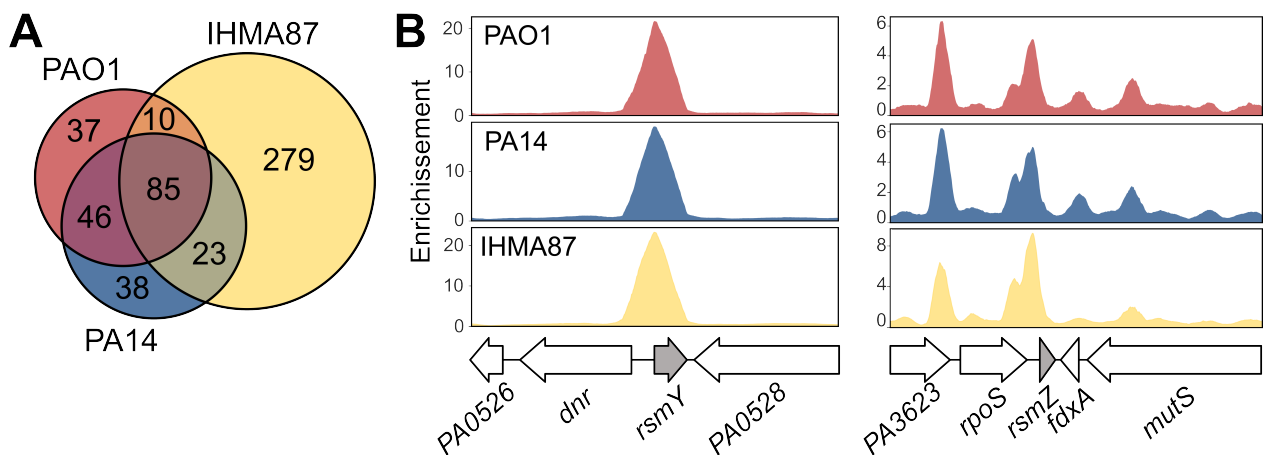 A
PAO1
IHMA87
37
10
279
85
46
23
38
PA14
B
Enrichissement
PAO1
20
10
0
PA14
10
0
IHMA87
20
10
0
6
4
2
0
6
4
2
0
8
4
0
PA0526
dnr
rsmY
PA0528
PA3623
rpoS
rsmZ
fdxA
mutS